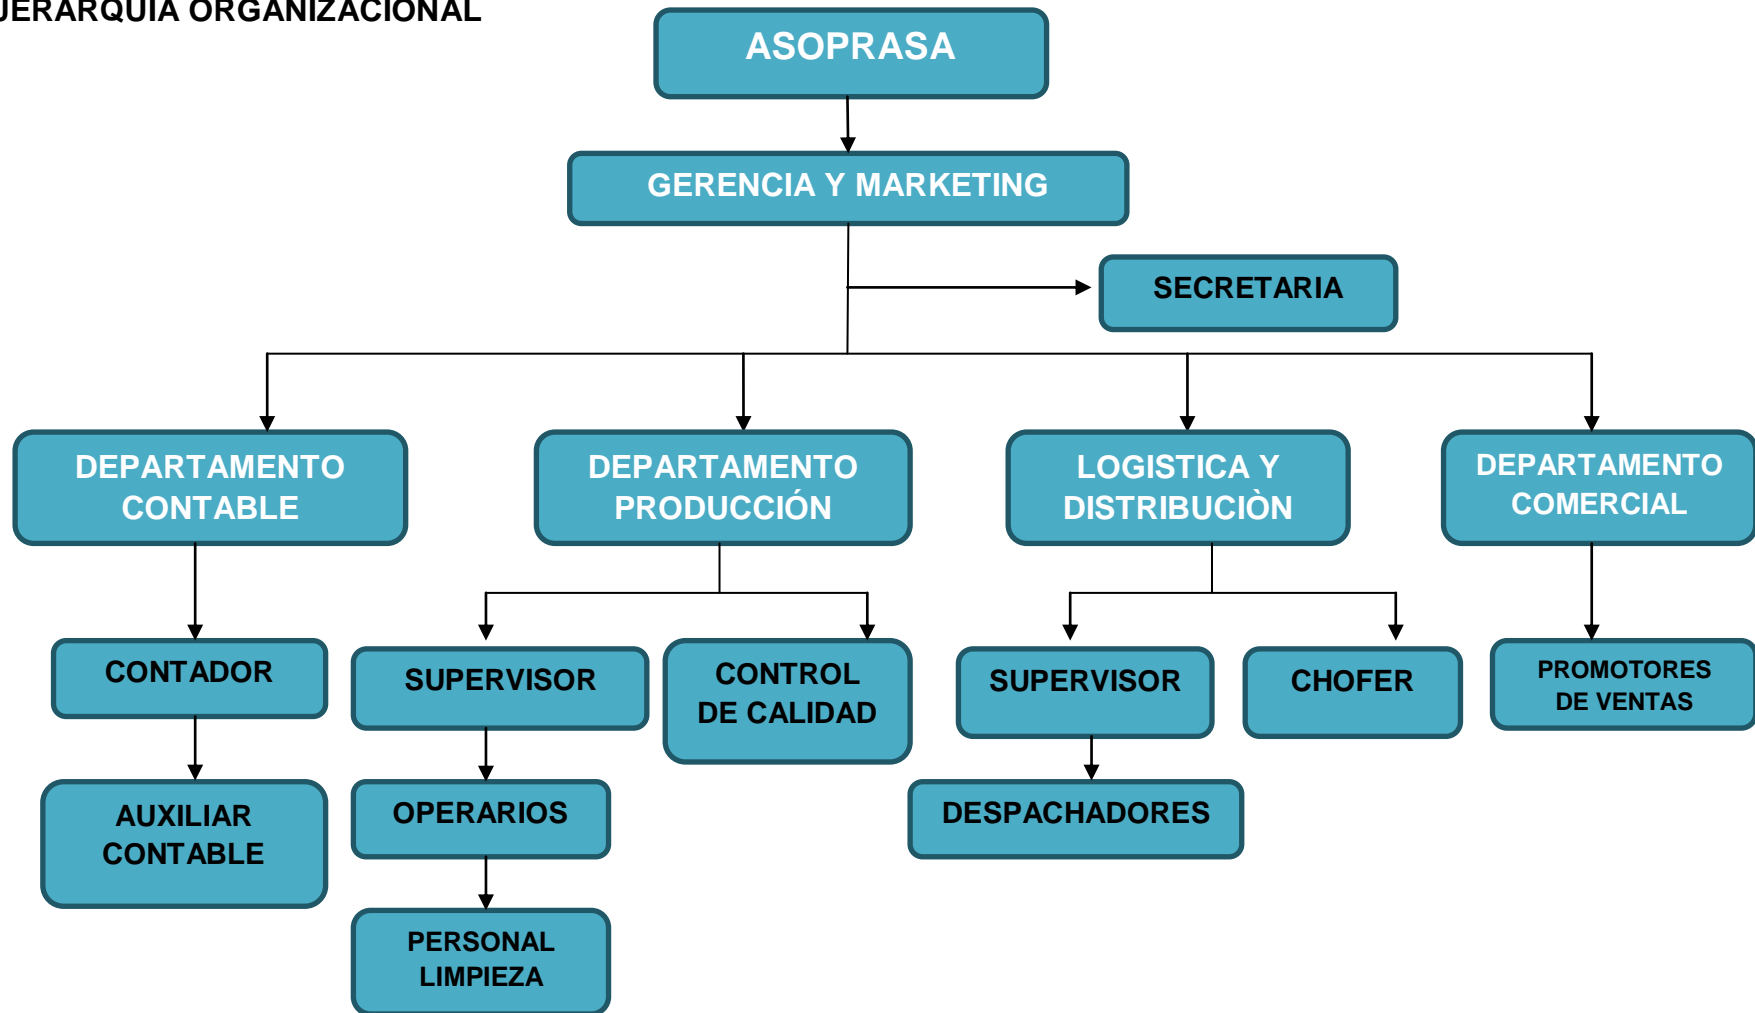 JERARQUIA ORGANIZACIONAL
ASOPRASA
GERENCIA Y MARKETING
SECRETARIA
DEPARTAMENTO
CONTABLE
DEPARTAMENTO
PRODUCCIÓN
LOGISTICA Y
DISTRIBUCIÒN
DEPARTAMENTO
COMERCIAL
CONTADOR
SUPERVISOR
CONTROL
DE CALIDAD
SUPERVISOR
CHOFER
PROMOTORES
DE VENTAS
AUXILIAR
CONTABLE
OPERARIOS
DESPACHADORES
PERSONAL
LIMPIEZA